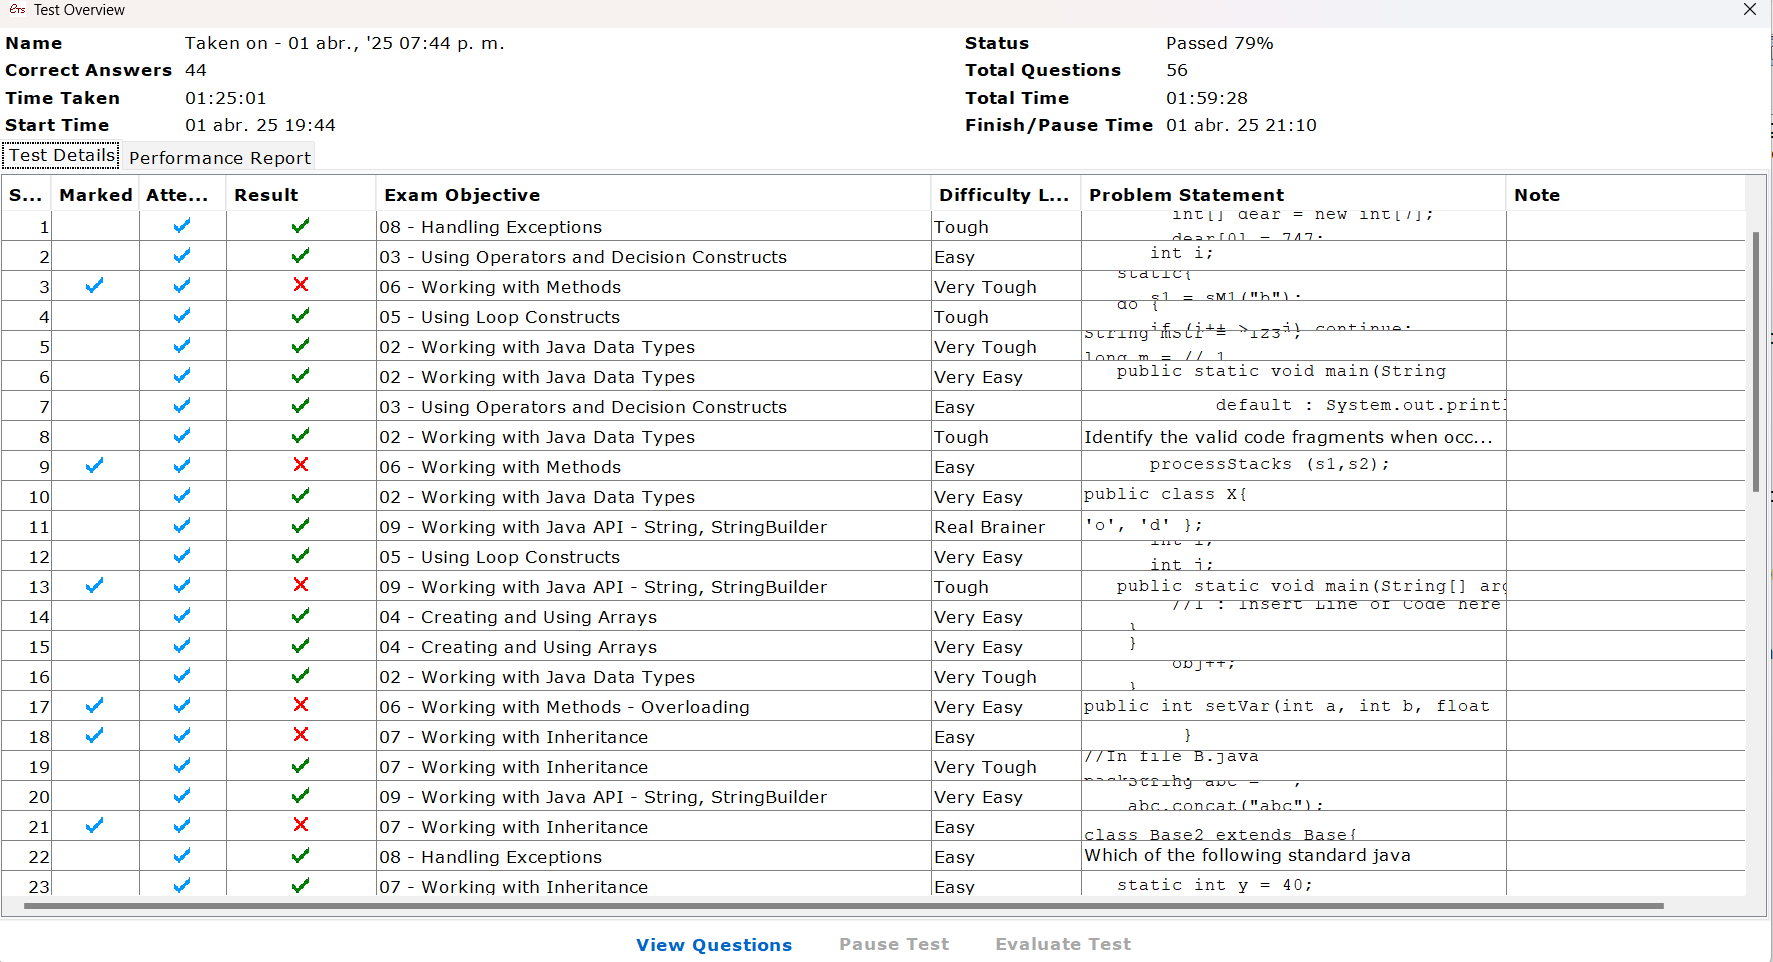 eTs Test Overview
Name Taken on - 01 abr., '25 07:44 p. m. Status Passed 79%
Correct Answers 44 Total Questions 56
Time Taken 01:25:01 Total Time 01:59:28
Start Time 01 abr. 25 19:44 Finish/Pause Time 01 abr. 25 21:10
Test Details Performance Report
S... Marked Atte... Result Exam Objective Difficulty L... Problem Statement Note
1 08 - Handling Exceptions Tough int[] dear = new int[7];
dear[0] = 747;
2 03 - Using Operators and Decision Constructs Easy int i;
3 06 - Working with Methods Very Tough static{
s1 = sM1("b");
4 05 - Using Loop Constructs Tough do {
if (i++ > j) continue;
5 02 - Working with Java Data Types Very Tough String mStr = "123";
long m = // 1
6 02 - Working with Java Data Types Very Easy public static void main(String
7 03 - Using Operators and Decision Constructs Easy default : System.out.printl
8 02 - Working with Java Data Types Tough Identify the valid code fragments when occ...
9 06 - Working with Methods Easy processStacks (s1,s2);
10 02 - Working with Java Data Types Very Easy public class X{
11 09 - Working with Java API - String, StringBuilder Real Brainer 'o', 'd' };
12 05 - Using Loop Constructs Very Easy int i;
int j;
13 09 - Working with Java API - String, StringBuilder Tough public static void main(String[] arg
14 04 - Creating and Using Arrays Very Easy //1 : Insert Line of Code here
}
15 04 - Creating and Using Arrays Very Easy }
16 02 - Working with Java Data Types Very Tough obj++;
}
17 06 - Working with Methods - Overloading Very Easy public int setVar(int a, int b, float
18 07 - Working with Inheritance Easy }
19 07 - Working with Inheritance Very Tough //In file B.java
20 09 - Working with Java API - String, StringBuilder Very Easy String abc = "";
abc.concat("abc");
21 07 - Working with Inheritance Easy class Base2 extends Base{
22 08 - Handling Exceptions Easy Which of the following standard java
23 07 - Working with Inheritance Easy static int y = 40;
View Questions Pause Test Evaluate Test